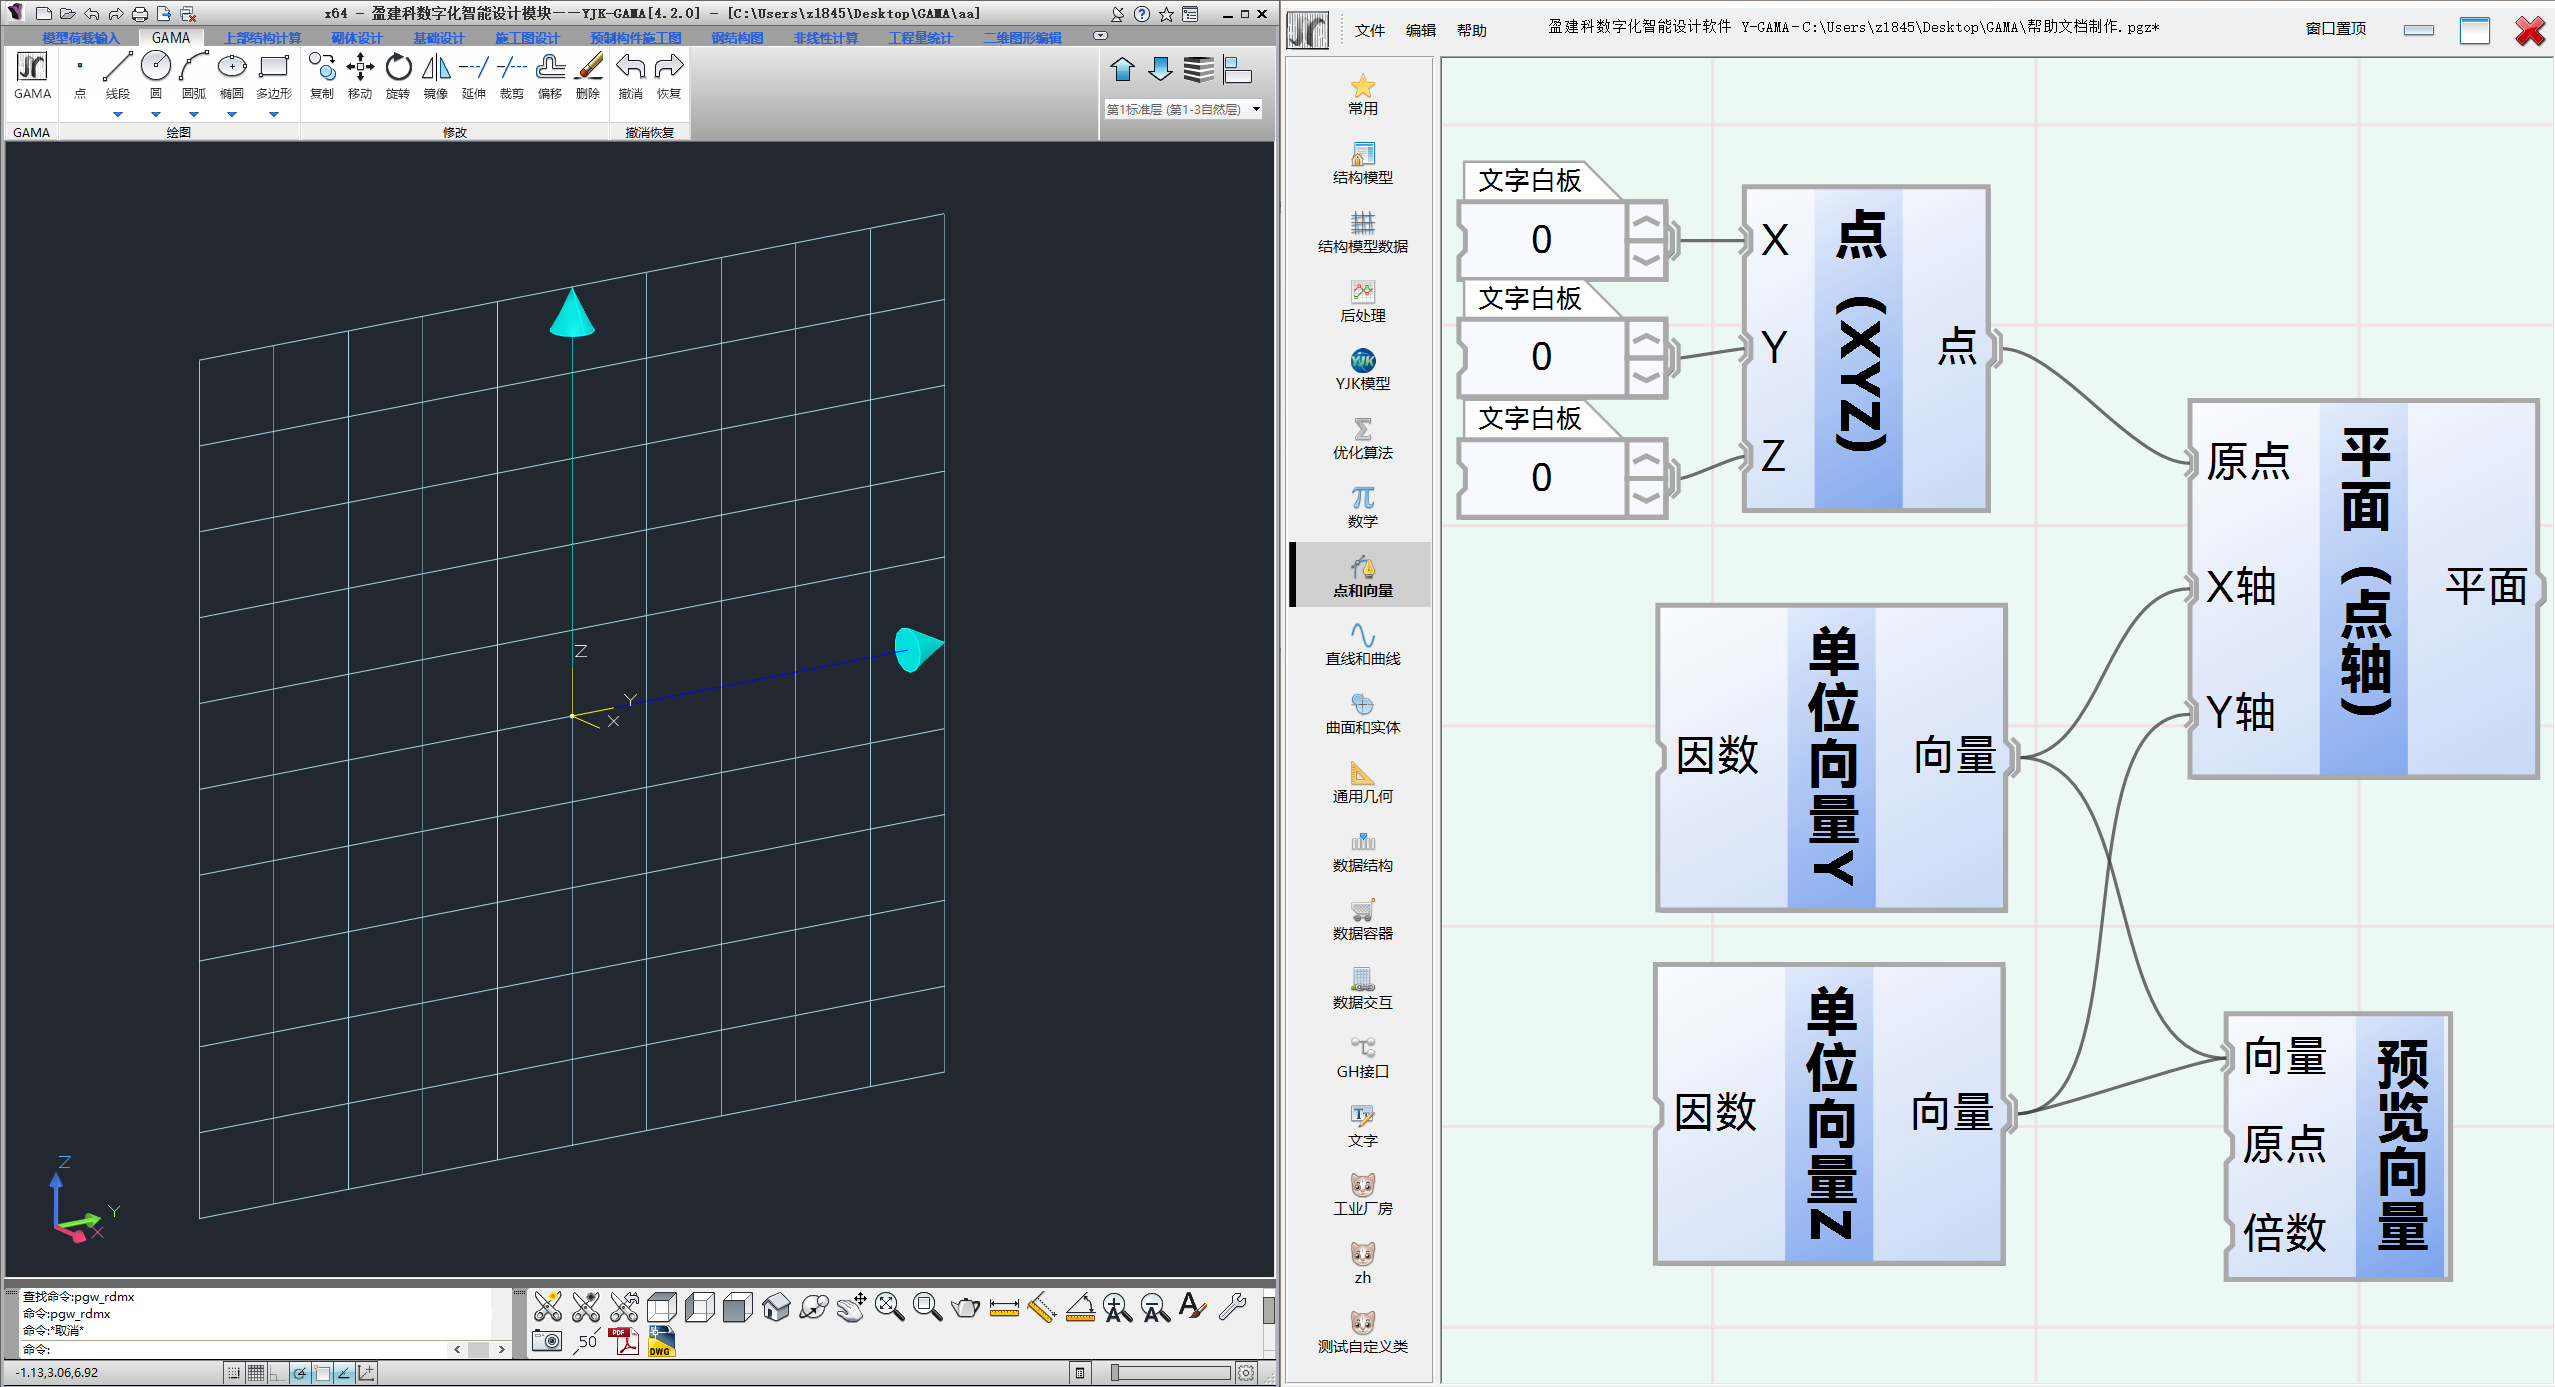 x64 - 盈建科数字化智能设计模块——YJK-GAMA[4.2.0] - [C:\Users\z1845\Desktop\GAMA\aa]
模型荷载输入 GAMA 上部结构计算 砌体设计 基础设计 施工图设计 预制构件施工图 钢结构图 非线性计算 工程量统计 二维图形编辑
GAMA 点 线段 圆 圆弧 椭圆 多边形 复制 移动 旋转 镜像 延伸 裁剪 偏移 删除 撤消 恢复
第1标准层 (第1-3自然层)
GAMA 绘图 修改 撤消恢复
Z
Y
X
Z
Y
X
查找命令:pgw_rdmx
命令:pgw_rdmx
命令:*取消*
命令:
50
PDF
DWG
-1.13,3.06,6.92
文件 编辑 帮助 盈建科数字化智能设计软件 Y-GAMA-C:\Users\z1845\Desktop\GAMA\帮助文档制作.pgz* 窗口置顶
常用
结构模型
结构模型数据
后处理
YJK
YJK模型
优化算法
数学
点和向量
直线和曲线
曲面和实体
通用几何
数据结构
数据容器
数据交互
GH接口
文字
工业厂房
zh
测试自定义类
文字白板
0
文字白板
0
文字白板
0
X
Y
Z
点（XYZ）
点
原点
X轴
Y轴
平面（点轴）
平面
因数
单位向量Y
向量
因数
单位向量Z
向量
向量
原点
倍数
预览向量